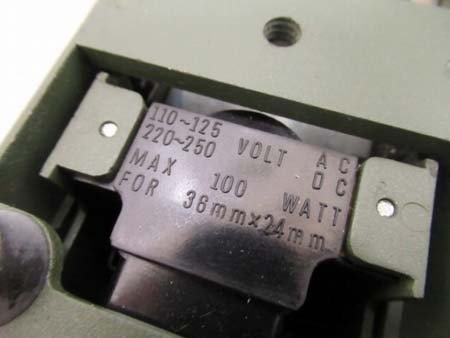 110~125 VOLT AC
220~250 DC
MAX 100 WATT
FOR 36mm×24mm